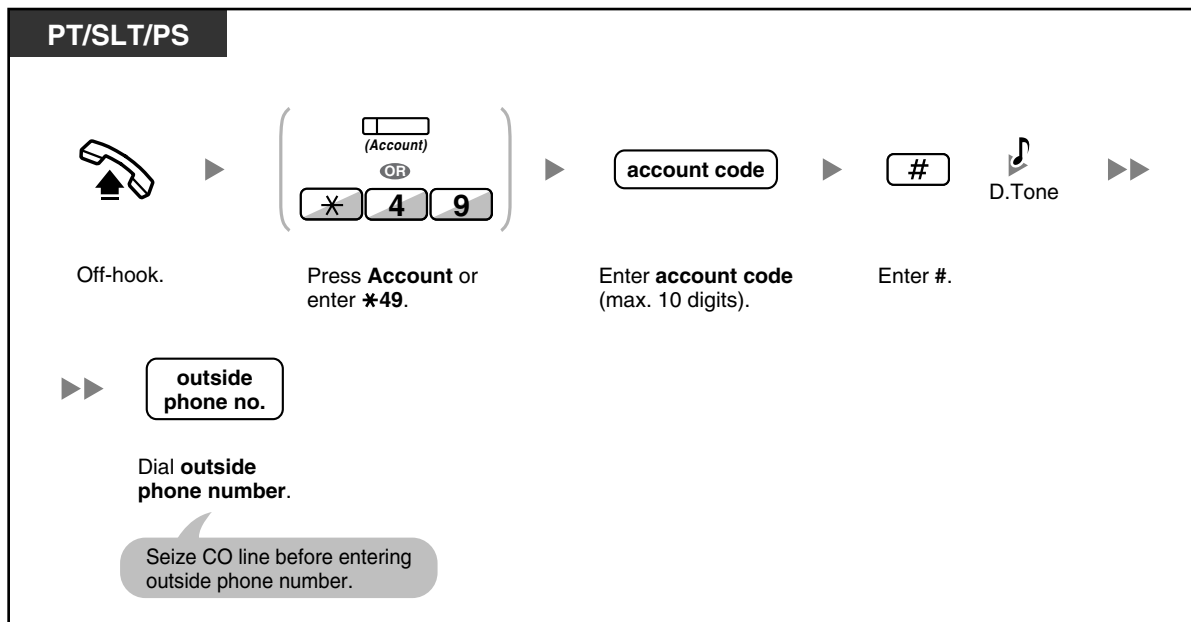 PT/SLT/PS
(Account)
OR
✳ 4 9
account code
#
D.Tone
Off-hook.
Press Account or
enter ✳49.
Enter account code
(max. 10 digits).
Enter #.
outside
phone no.
Dial outside
phone number.
Seize CO line before entering
outside phone number.